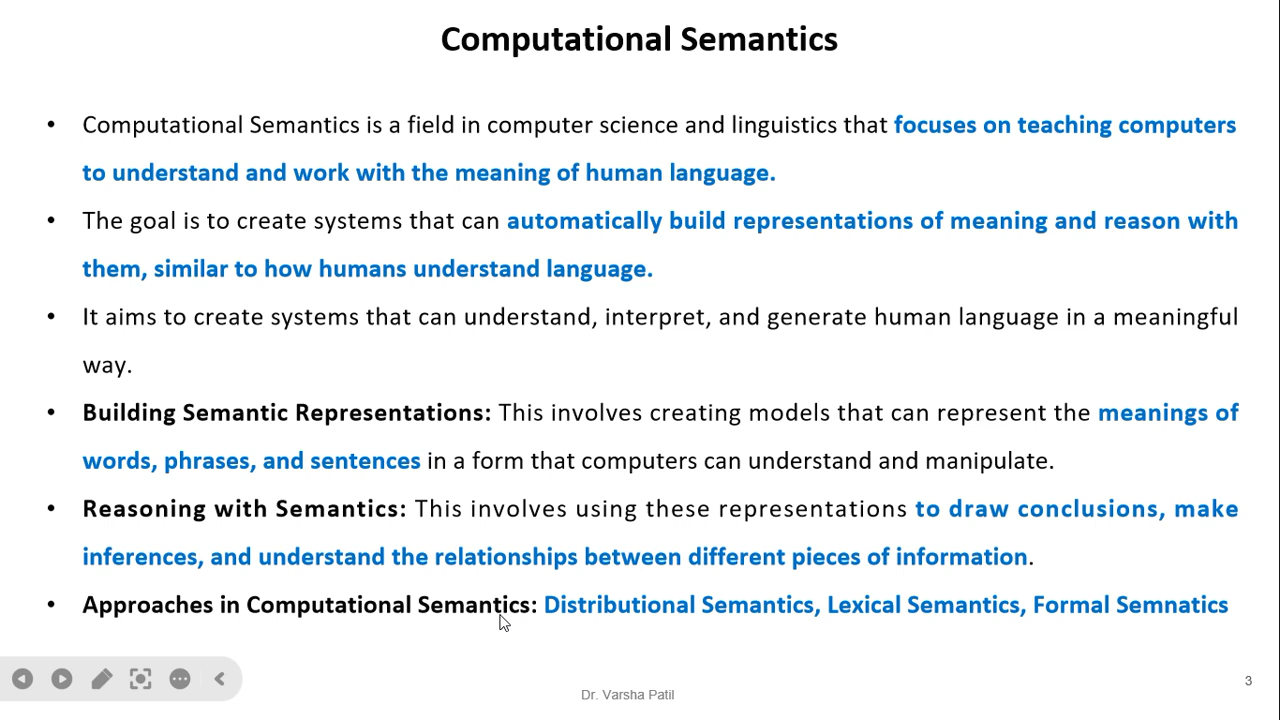 Computational Semantics
• Computational Semantics is a field in computer science and linguistics that focuses on teaching computers
to understand and work with the meaning of human language.
• The goal is to create systems that can automatically build representations of meaning and reason with
them, similar to how humans understand language.
• It aims to create systems that can understand, interpret, and generate human language in a meaningful
way.
• Building Semantic Representations: This involves creating models that can represent the meanings of
words, phrases, and sentences in a form that computers can understand and manipulate.
• Reasoning with Semantics: This involves using these representations to draw conclusions, make
inferences, and understand the relationships between different pieces of information.
• Approaches in Computational Semantics: Distributional Semantics, Lexical Semantics, Formal Semnatics
3
Dr. Varsha Patil